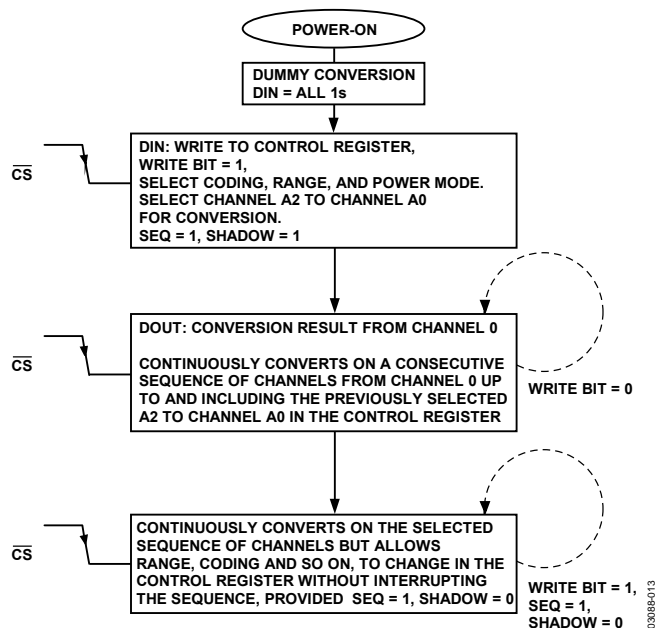 POWER-ON
DUMMY CONVERSION
DIN = ALL 1s
CS
DIN: WRITE TO CONTROL REGISTER,
WRITE BIT = 1,
SELECT CODING, RANGE, AND POWER MODE.
SELECT CHANNEL A2 TO CHANNEL A0
FOR CONVERSION.
SEQ = 1, SHADOW = 1
CS
DOUT: CONVERSION RESULT FROM CHANNEL 0
CONTINUOUSLY CONVERTS ON A CONSECUTIVE
SEQUENCE OF CHANNELS FROM CHANNEL 0 UP
TO AND INCLUDING THE PREVIOUSLY SELECTED
A2 TO CHANNEL A0 IN THE CONTROL REGISTER
WRITE BIT = 0
CS
CONTINUOUSLY CONVERTS ON THE SELECTED
SEQUENCE OF CHANNELS BUT ALLOWS
RANGE, CODING AND SO ON, TO CHANGE IN THE
CONTROL REGISTER WITHOUT INTERRUPTING
THE SEQUENCE, PROVIDED SEQ = 1, SHADOW = 0
WRITE BIT = 1,
SEQ = 1,
SHADOW = 0
03088-013